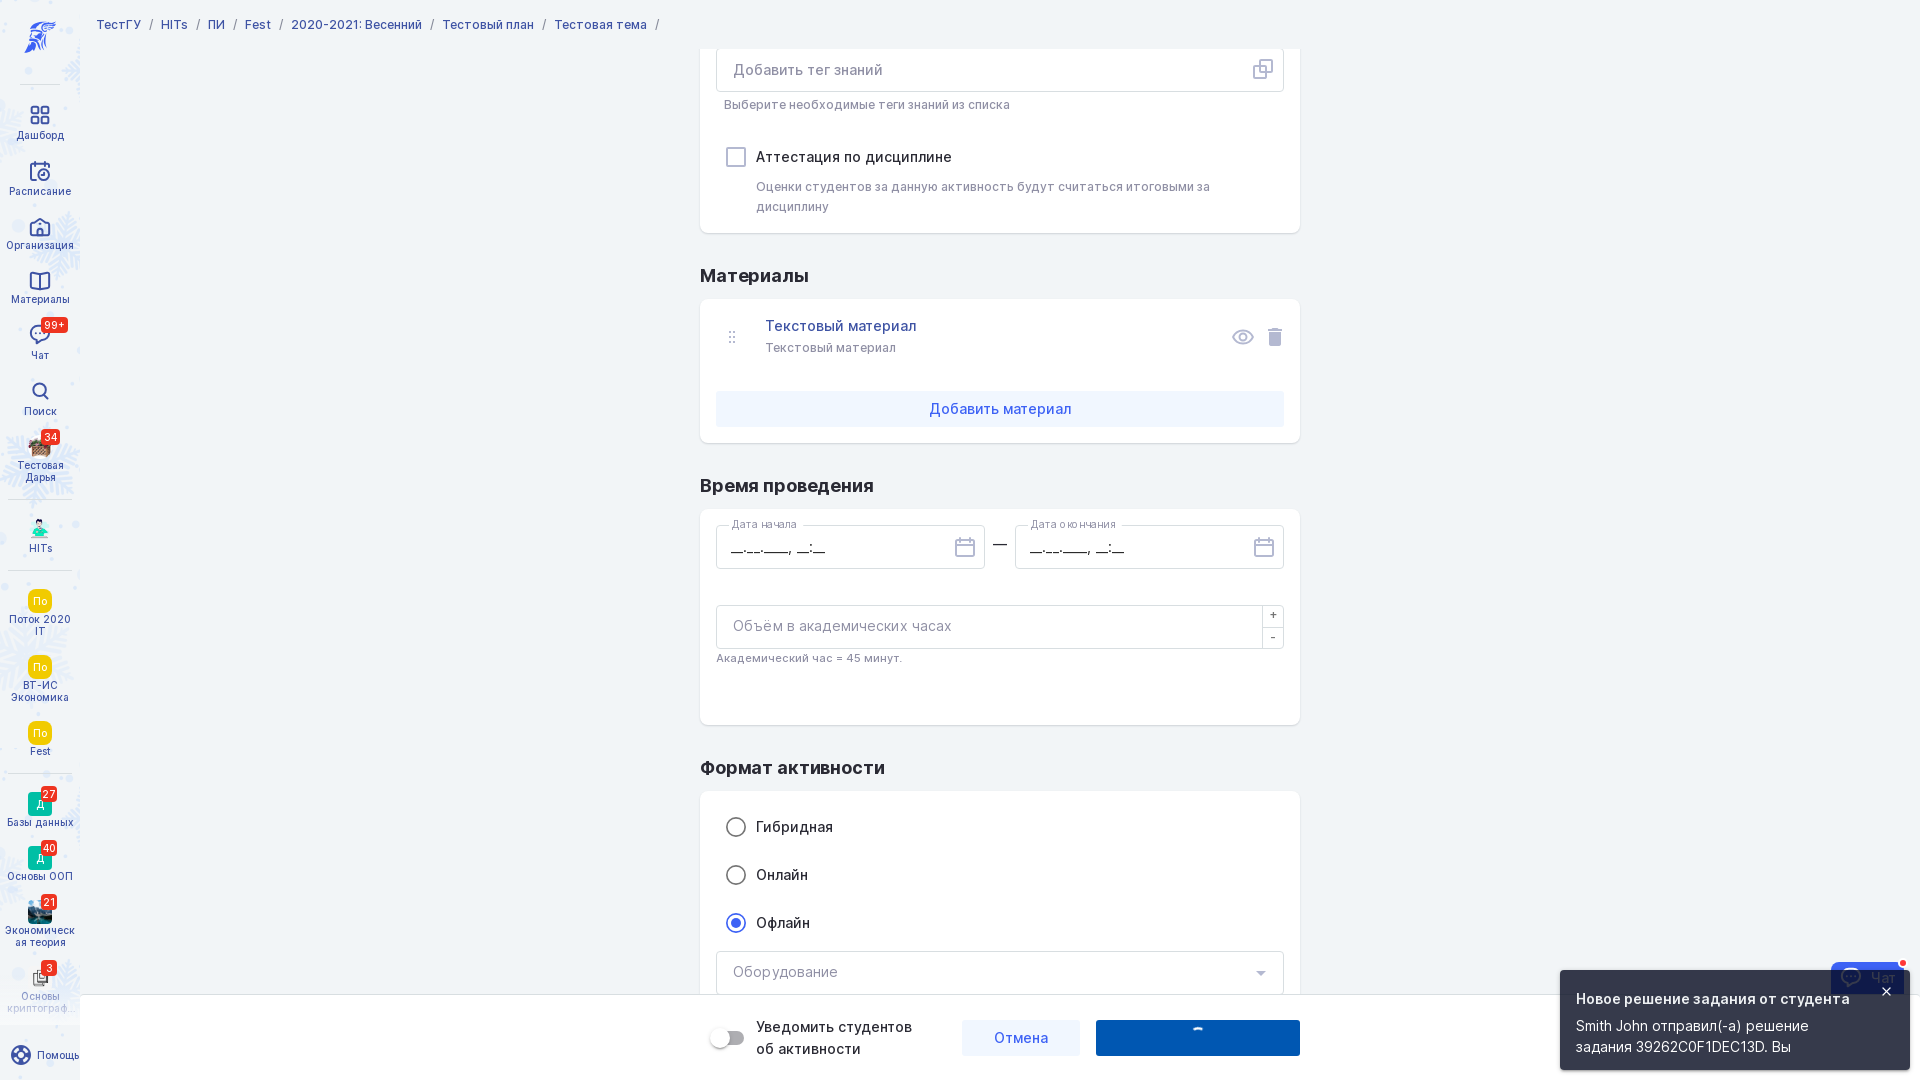 ТестГУ / HITs / ПИ / Fest / 2020-2021: Весенний / Тестовый план / Тестовая тема /
Дашборд
Расписание
Организация
Материалы
99+
Чат
Поиск
34
Тестовая
Дарья
HITs
По
Поток 2020
IT
По
ВТ-ИС
Экономика
По
Fest
27
Д
Базы данных
40
Д
Основы ООП
21
Экономическ
ая теория
3
Основы
криптограф...
Помощь
Добавить тег знаний
Выберите необходимые теги знаний из списка
Аттестация по дисциплине
Оценки студентов за данную активность будут считаться итоговыми за
дисциплину
Материалы
Текстовый материал
Текстовый материал
Добавить материал
Время проведения
Дата начала
__.__.____, __:__
—
Дата окончания
__.__.____, __:__
Объём в академических часах
+
-
Академический час = 45 минут.
Формат активности
Гибридная
Онлайн
Офлайн
Оборудование
Уведомить студентов
об активности
Отмена
Чат
Новое решение задания от студента
Smith John отправил(-а) решение
задания 39262C0F1DEC13D. Вы